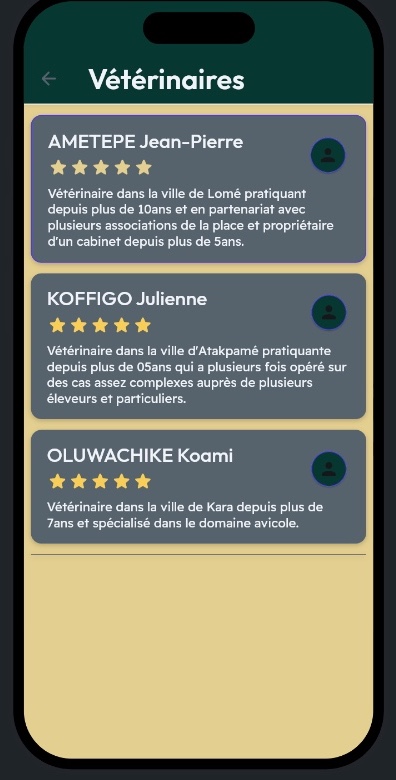 Vétérinaires
AMETEPE Jean-Pierre
Vétérinaire dans la ville de Lomé pratiquant
depuis plus de 10ans et en partenariat avec
plusieurs associations de la place et propriétaire
d'un cabinet depuis plus de 5ans.
KOFFIGO Julienne
Vétérinaire dans la ville d'Atakpamé pratiquante
depuis plus de 05ans qui a plusieurs fois opéré sur
des cas assez complexes auprès de plusieurs
éleveurs et particuliers.
OLUWACHIKE Koami
Vétérinaire dans la ville de Kara depuis plus de
7ans et spécialisé dans le domaine avicole.